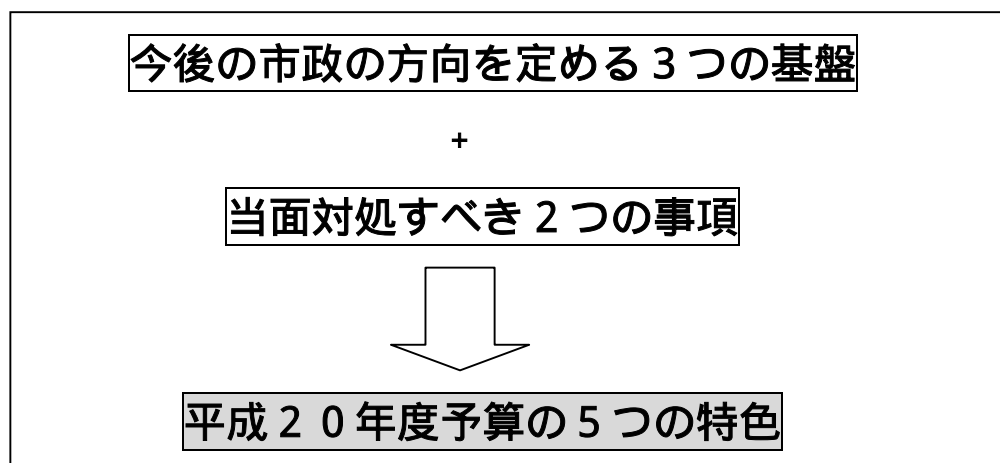 今後の市政の方向を定める３つの基盤
+
当面対処すべき２つの事項
平成２０年度予算の５つの特色